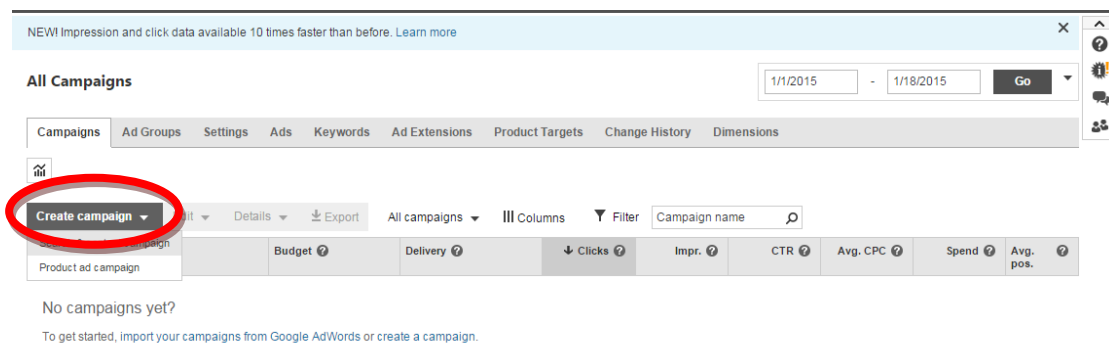 NEW! Impression and click data available 10 times faster than before. Learn more
All Campaigns
1/1/2015 - 1/18/2015 Go
Campaigns Ad Groups Settings Ads Keywords Ad Extensions Product Targets Change History Dimensions
Create campaign Details Export All campaigns Columns Filter Campaign name
campaign
Budget Delivery Clicks Impr. CTR Avg. CPC Spend Avg. pos.
Product ad campaign
No campaigns yet?
To get started, import your campaigns from Google AdWords or create a campaign.